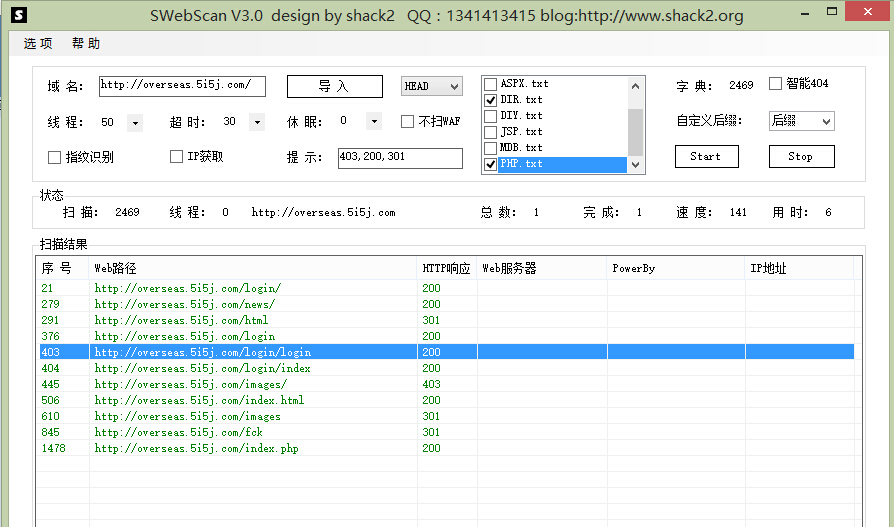 SWebScan V3.0 design by shack2 QQ：1341413415 blog:http://www.shack2.org
选项 帮助
域 名： http://overseas.5i5j.com/ 导 入 HEAD ASPX.txt 字 典： 2469 智能404
DIR.txt
线 程： 50 超 时： 30 休 眠： 0 不扫WAF DIY.txt 自定义后缀： 后缀
JSP.txt
指纹识别 IP获取 提 示： 403,200,301 MDB.txt Start Stop
PHP.txt
状态
扫 描： 2469 线 程： 0 http://overseas.5i5j.com 总 数： 1 完 成： 1 速 度： 141 用 时： 6
扫描结果
序 号 Web路径 HTTP响应 Web服务器 PowerBy IP地址
21 http://overseas.5i5j.com/login/ 200
279 http://overseas.5i5j.com/news/ 200
291 http://overseas.5i5j.com/html 301
376 http://overseas.5i5j.com/login 200
403 http://overseas.5i5j.com/login/login 200
404 http://overseas.5i5j.com/login/index 200
445 http://overseas.5i5j.com/images/ 403
506 http://overseas.5i5j.com/index.html 200
610 http://overseas.5i5j.com/images 301
845 http://overseas.5i5j.com/fck 301
1478 http://overseas.5i5j.com/index.php 200